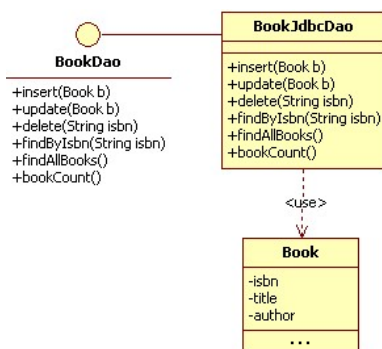 BookDao
+insert(Book b)
+update(Book b)
+delete(String isbn)
+findByIsbn(String isbn)
+findAllBooks()
+bookCount()
BookJdbcDao
+insert(Book b)
+update(Book b)
+delete(String isbn)
+findByIsbn(String isbn)
+findAllBooks()
+bookCount()
<use>
Book
-isbn
-title
-author
...